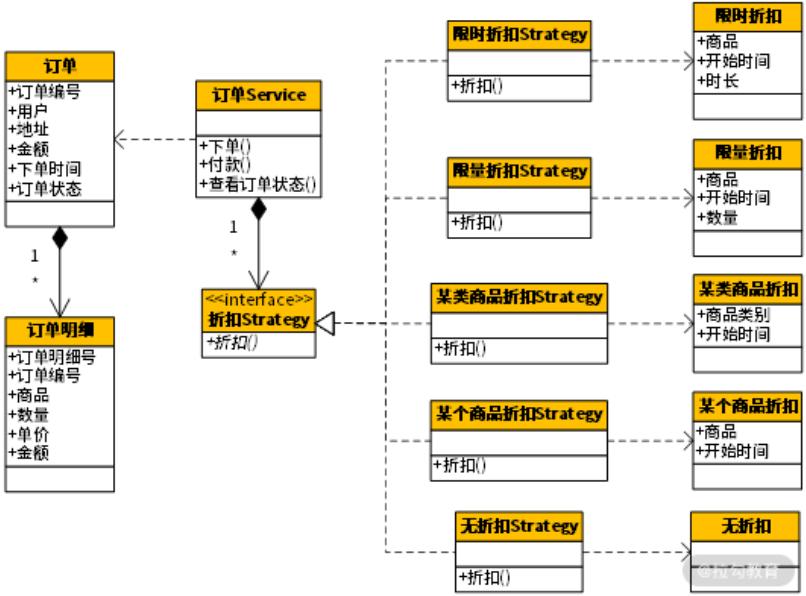 订单
+订单编号
+用户
+地址
+金额
+下单时间
+订单状态
1
*
订单明细
+订单明细号
+订单编号
+商品
+数量
+单价
+金额
订单Service
+下单()
+付款()
+查看订单状态()
1
*
<<interface>>
折扣Strategy
+折扣()
限时折扣Strategy
+折扣()
限量折扣Strategy
+折扣()
某类商品折扣Strategy
+折扣()
某个商品折扣Strategy
+折扣()
无折扣Strategy
+折扣()
限时折扣
+商品
+开始时间
+时长
限量折扣
+商品
+开始时间
+数量
某类商品折扣
+商品类别
+开始时间
某个商品折扣
+商品
+开始时间
无折扣
@拉勾教育